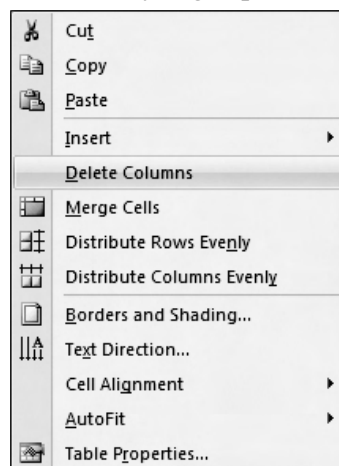 Cut
Copy
Paste
Insert
Delete Columns
Merge Cells
Distribute Rows Evenly
Distribute Columns Evenly
Borders and Shading...
Text Direction...
Cell Alignment
AutoFit
Table Properties...